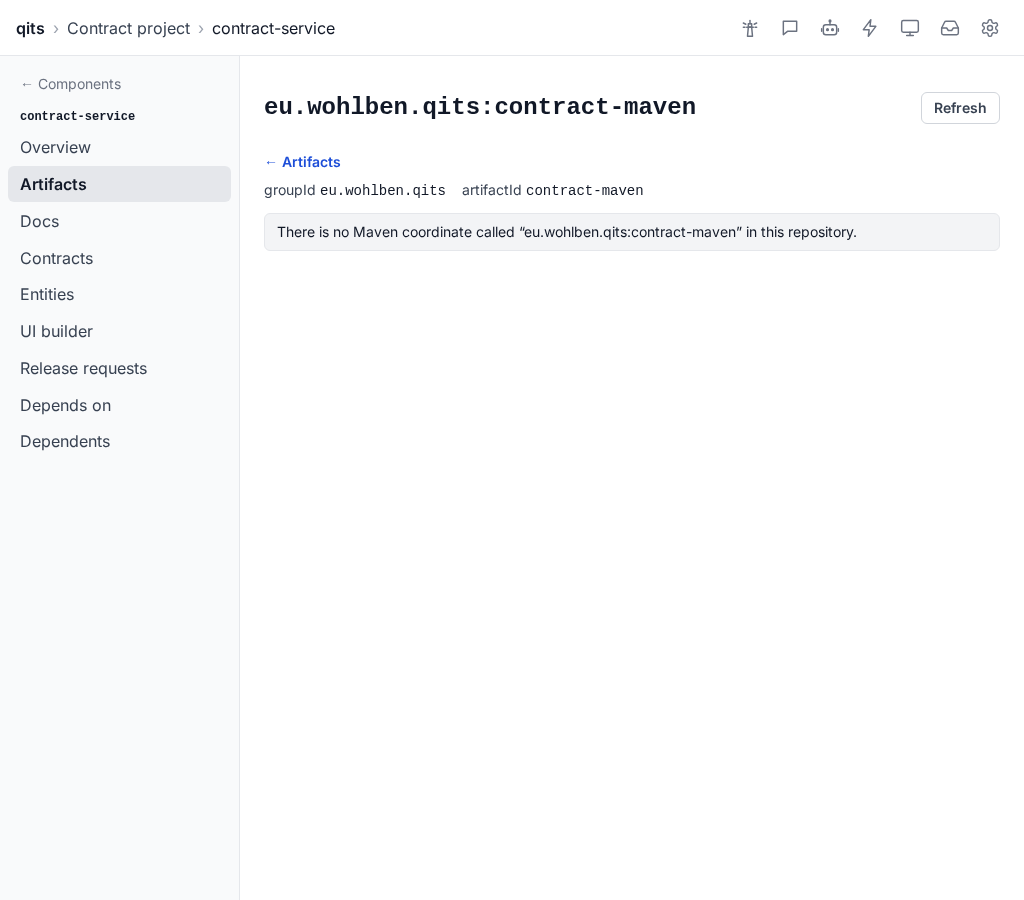 qits › Contract project › contract-service
← Components
contract-service
Overview
Artifacts
Docs
Contracts
Entities
UI builder
Release requests
Depends on
Dependents
eu.wohlben.qits:contract-maven
Refresh
← Artifacts
groupId eu.wohlben.qits artifactId contract-maven
There is no Maven coordinate called “eu.wohlben.qits:contract-maven” in this repository.